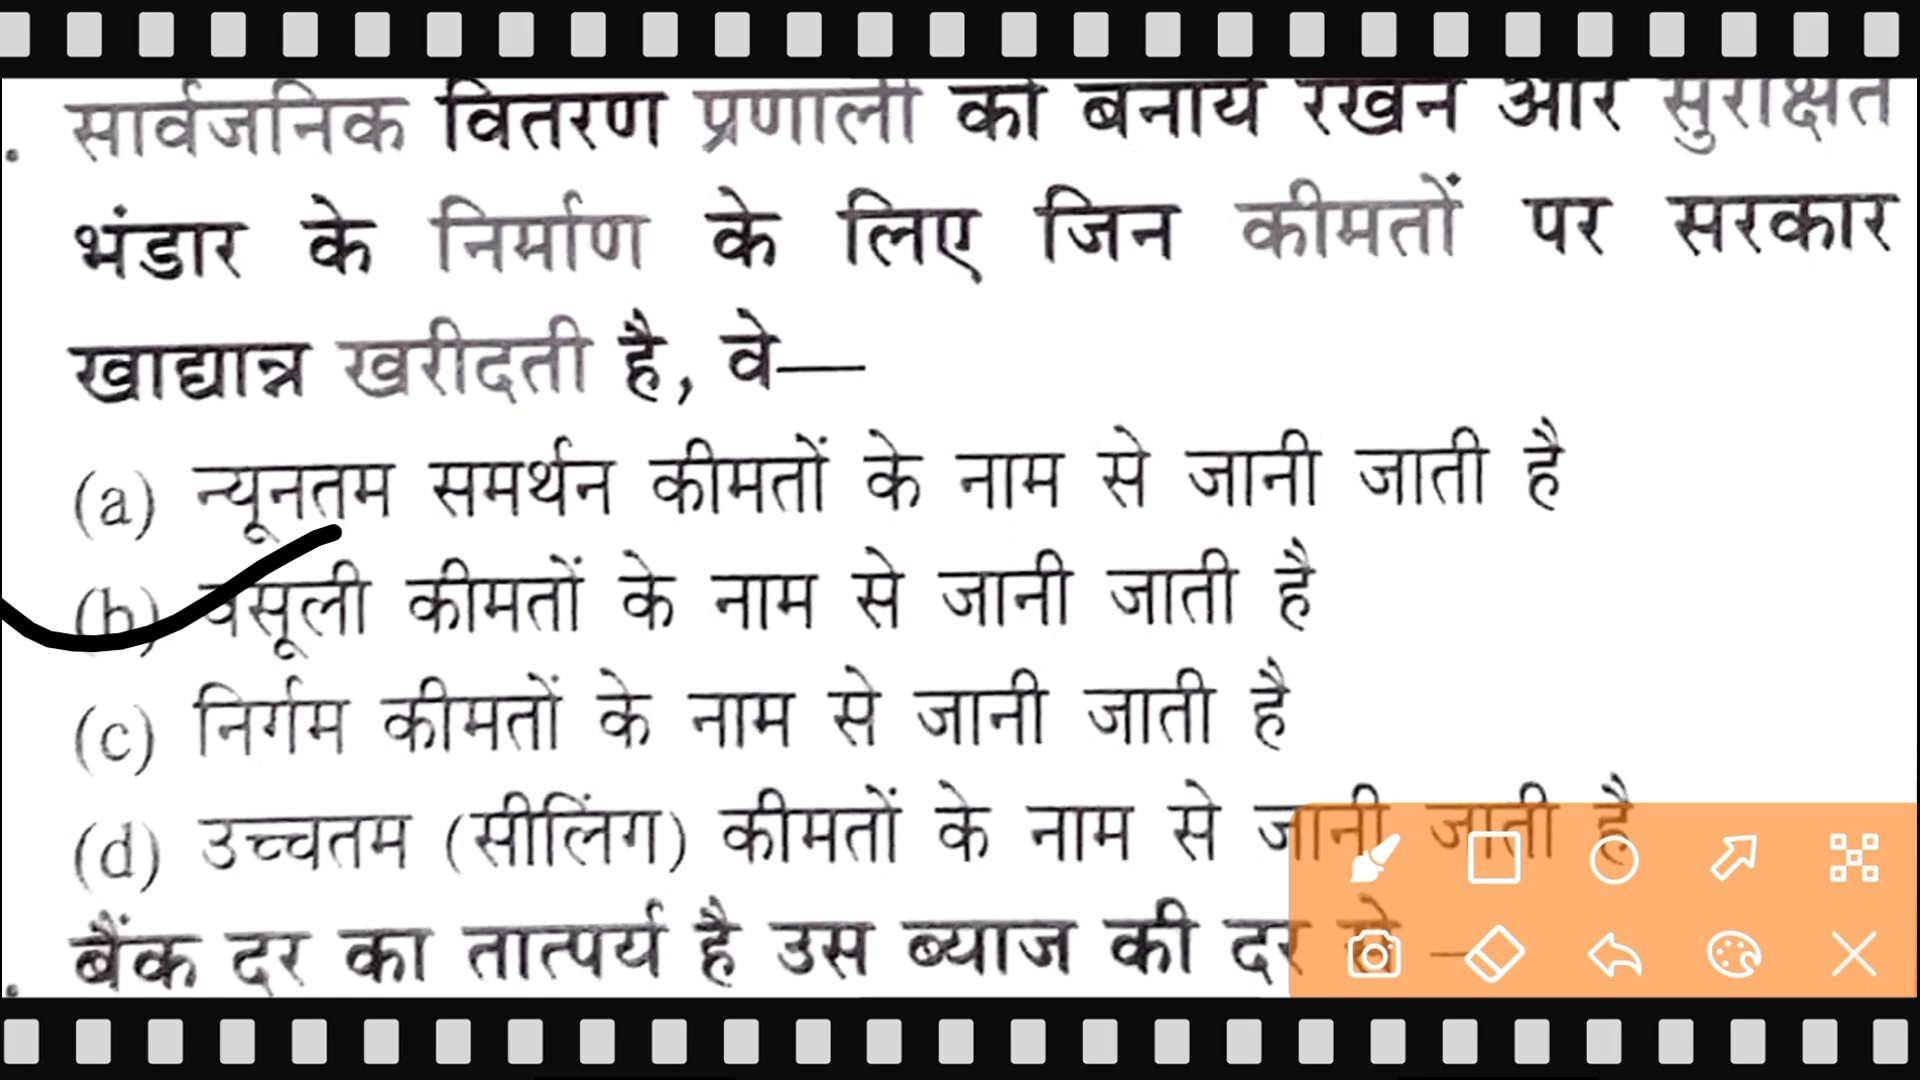 . सार्वजनिक वितरण प्रणाली को बनाये रखने और सुरक्षित
भंडार के निर्माण के लिए जिन कीमतों पर सरकार
खाद्यान्न खरीदती है, वे—
(a) न्यूनतम समर्थन कीमतों के नाम से जानी जाती है
(b) वसूली कीमतों के नाम से जानी जाती है
(c) निर्गम कीमतों के नाम से जानी जाती है
(d) उच्चतम (सीलिंग) कीमतों के नाम से जानी जाती है
. बैंक दर का तात्पर्य है उस ब्याज की दर से —